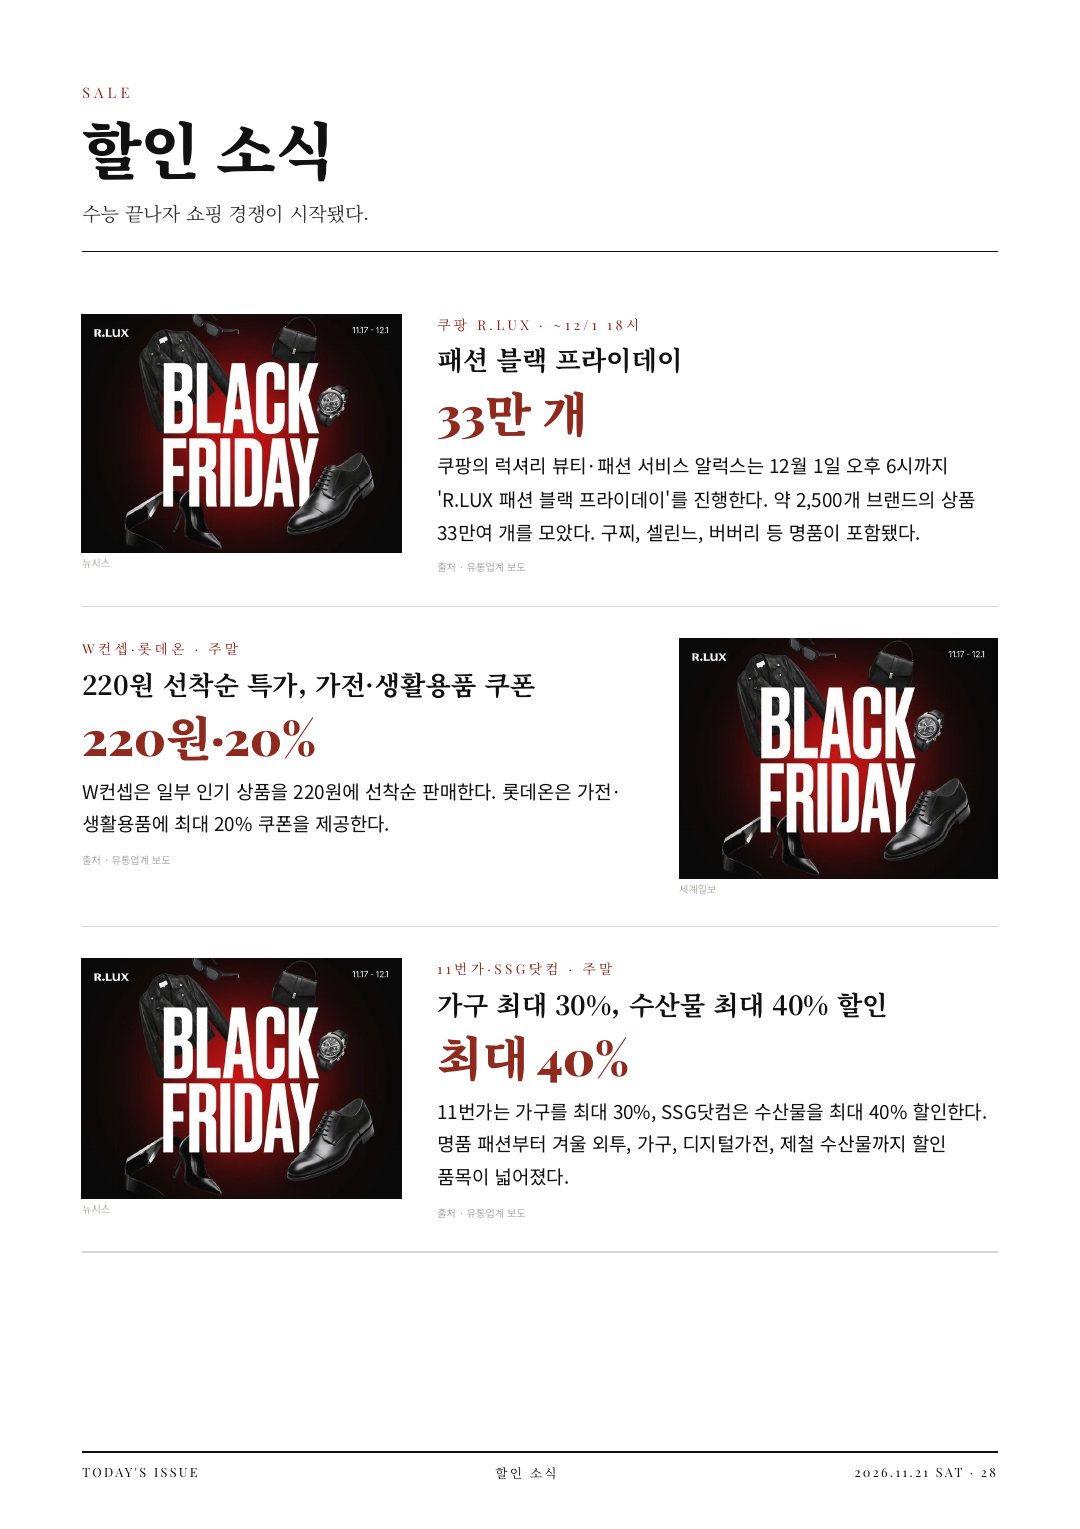 SALE
할인 소식
수능 끝나자 쇼핑 경쟁이 시작됐다.
R.LUX
11.17 - 12.1
BLACK
FRIDAY
뉴시스
쿠팡 R.LUX · ~12/1 18시
패션 블랙 프라이데이
33만 개
쿠팡의 럭셔리 뷰티·패션 서비스 알럭스는 12월 1일 오후 6시까지
'R.LUX 패션 블랙 프라이데이'를 진행한다. 약 2,500개 브랜드의 상품
33만여 개를 모았다. 구찌, 셀린느, 버버리 등 명품이 포함됐다.
출처 · 유통업계 보도
W컨셉·롯데온 · 주말
220원 선착순 특가, 가전·생활용품 쿠폰
220원·20%
W컨셉은 일부 인기 상품을 220원에 선착순 판매한다. 롯데온은 가전·
생활용품에 최대 20% 쿠폰을 제공한다.
출처 · 유통업계 보도
R.LUX
11.17 - 12.1
BLACK
FRIDAY
세계일보
R.LUX
11.17 - 12.1
BLACK
FRIDAY
뉴시스
11번가·SSG닷컴 · 주말
가구 최대 30%, 수산물 최대 40% 할인
최대 40%
11번가는 가구를 최대 30%, SSG닷컴은 수산물을 최대 40% 할인한다.
명품 패션부터 겨울 외투, 가구, 디지털가전, 제철 수산물까지 할인
품목이 넓어졌다.
출처 · 유통업계 보도
TODAY'S ISSUE
할인 소식
2026.11.21 SAT · 28